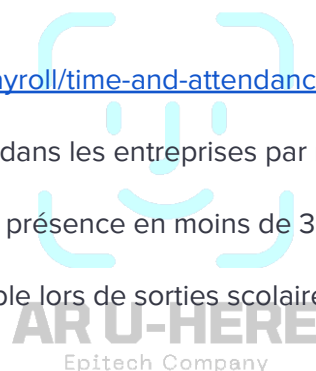 ayroll/time-and-attendanc
dans les entreprises par
présence en moins de 3
ble lors de sorties scolaire
AR U-HERE
Epitech Company